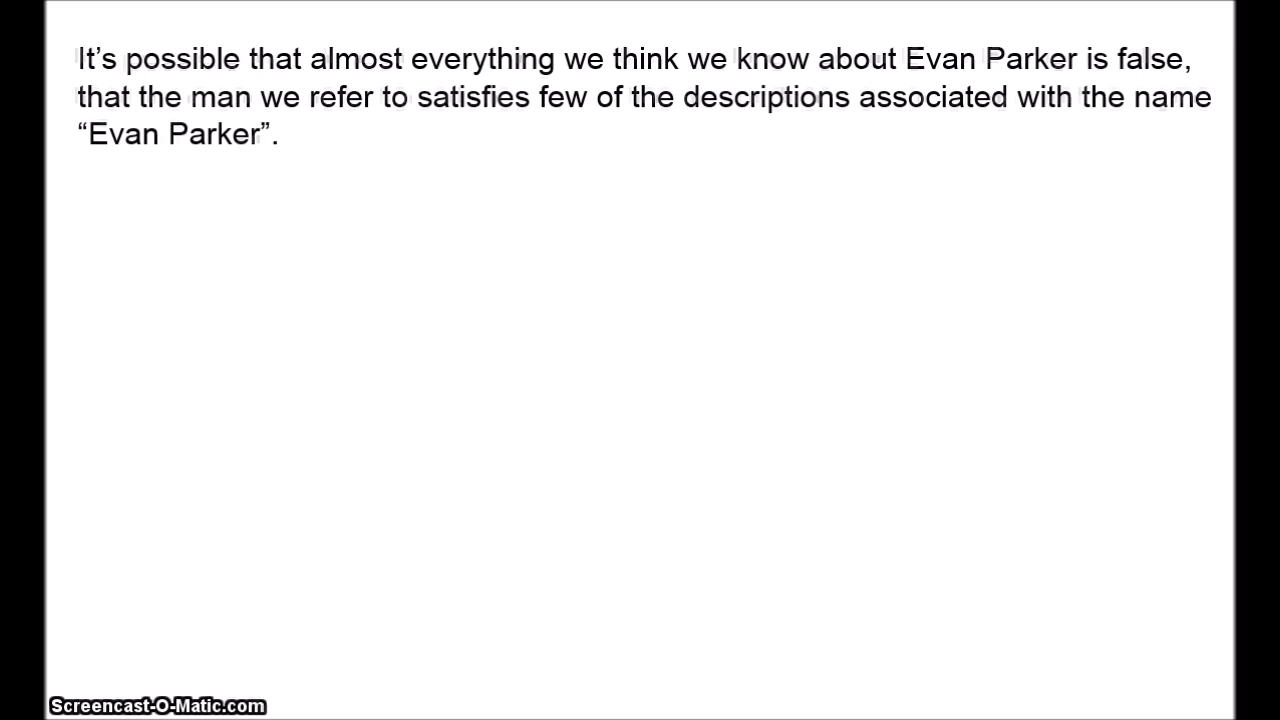 It’s possible that almost everything we think we know about Evan Parker is false,
that the man we refer to satisfies few of the descriptions associated with the name
“Evan Parker”.
Screencast-O-Matic.com